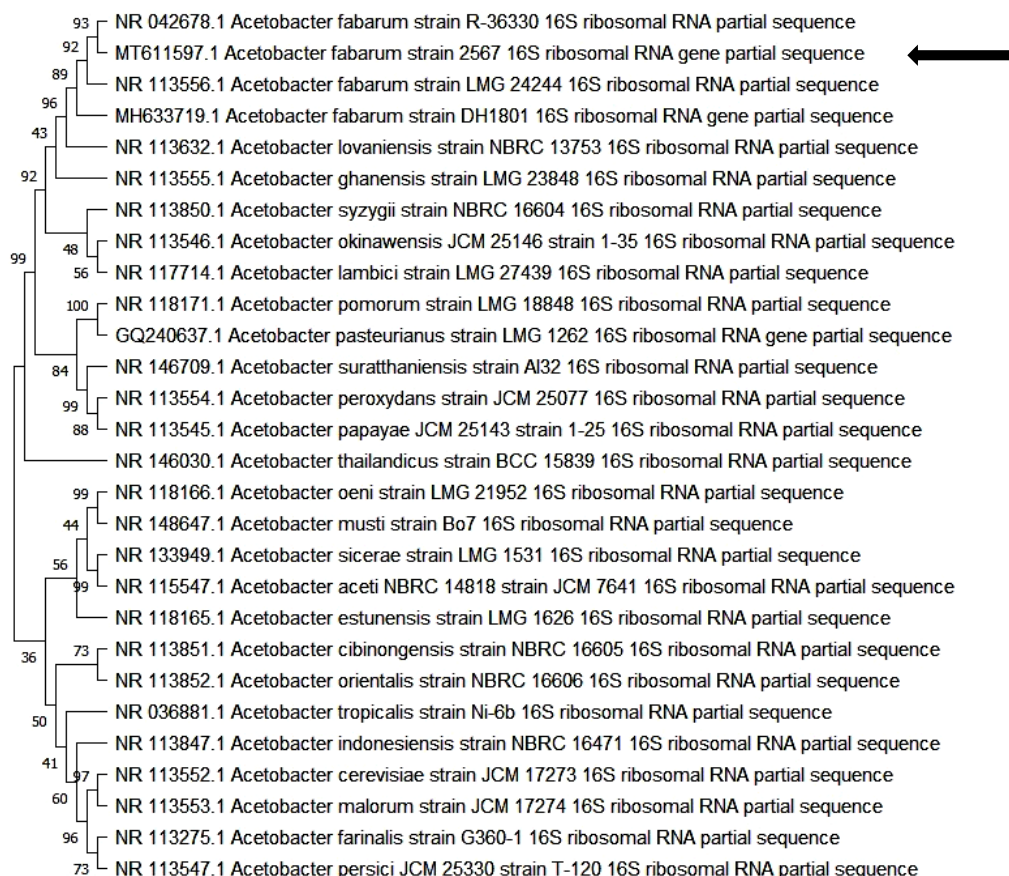 93 NR 042678.1 Acetobacter fabarum strain R-36330 16S ribosomal RNA partial sequence
92 MT611597.1 Acetobacter fabarum strain 2567 16S ribosomal RNA gene partial sequence
89 NR 113556.1 Acetobacter fabarum strain LMG 24244 16S ribosomal RNA partial sequence
96 MH633719.1 Acetobacter fabarum strain DH1801 16S ribosomal RNA gene partial sequence
43 NR 113632.1 Acetobacter lovaniensis strain NBRC 13753 16S ribosomal RNA partial sequence
92 NR 113555.1 Acetobacter ghanensis strain LMG 23848 16S ribosomal RNA partial sequence
NR 113850.1 Acetobacter syzygii strain NBRC 16604 16S ribosomal RNA partial sequence
48 NR 113546.1 Acetobacter okinawensis JCM 25146 strain 1-35 16S ribosomal RNA partial sequence
99 56 NR 117714.1 Acetobacter lambici strain LMG 27439 16S ribosomal RNA partial sequence
100 NR 118171.1 Acetobacter pomorum strain LMG 18848 16S ribosomal RNA partial sequence
GQ240637.1 Acetobacter pasteurianus strain LMG 1262 16S ribosomal RNA gene partial sequence
84 NR 146709.1 Acetobacter suratthaniensis strain AI32 16S ribosomal RNA partial sequence
99 NR 113554.1 Acetobacter peroxydans strain JCM 25077 16S ribosomal RNA partial sequence
88 NR 113545.1 Acetobacter papayae JCM 25143 strain 1-25 16S ribosomal RNA partial sequence
NR 146030.1 Acetobacter thailandicus strain BCC 15839 16S ribosomal RNA partial sequence
99 NR 118166.1 Acetobacter oeni strain LMG 21952 16S ribosomal RNA partial sequence
44 NR 148647.1 Acetobacter musti strain Bo7 16S ribosomal RNA partial sequence
56 NR 133949.1 Acetobacter sicerae strain LMG 1531 16S ribosomal RNA partial sequence
99 NR 115547.1 Acetobacter aceti NBRC 14818 strain JCM 7641 16S ribosomal RNA partial sequence
NR 118165.1 Acetobacter estunensis strain LMG 1626 16S ribosomal RNA partial sequence
36 73 NR 113851.1 Acetobacter cibinongensis strain NBRC 16605 16S ribosomal RNA partial sequence
NR 113852.1 Acetobacter orientalis strain NBRC 16606 16S ribosomal RNA partial sequence
50 NR 036881.1 Acetobacter tropicalis strain Ni-6b 16S ribosomal RNA partial sequence
41 NR 113847.1 Acetobacter indonesiensis strain NBRC 16471 16S ribosomal RNA partial sequence
97 NR 113552.1 Acetobacter cerevisiae strain JCM 17273 16S ribosomal RNA partial sequence
60 NR 113553.1 Acetobacter malorum strain JCM 17274 16S ribosomal RNA partial sequence
96 NR 113275.1 Acetobacter farinalis strain G360-1 16S ribosomal RNA partial sequence
73 NR 113547.1 Acetobacter persici JCM 25330 strain T-120 16S ribosomal RNA partial sequence